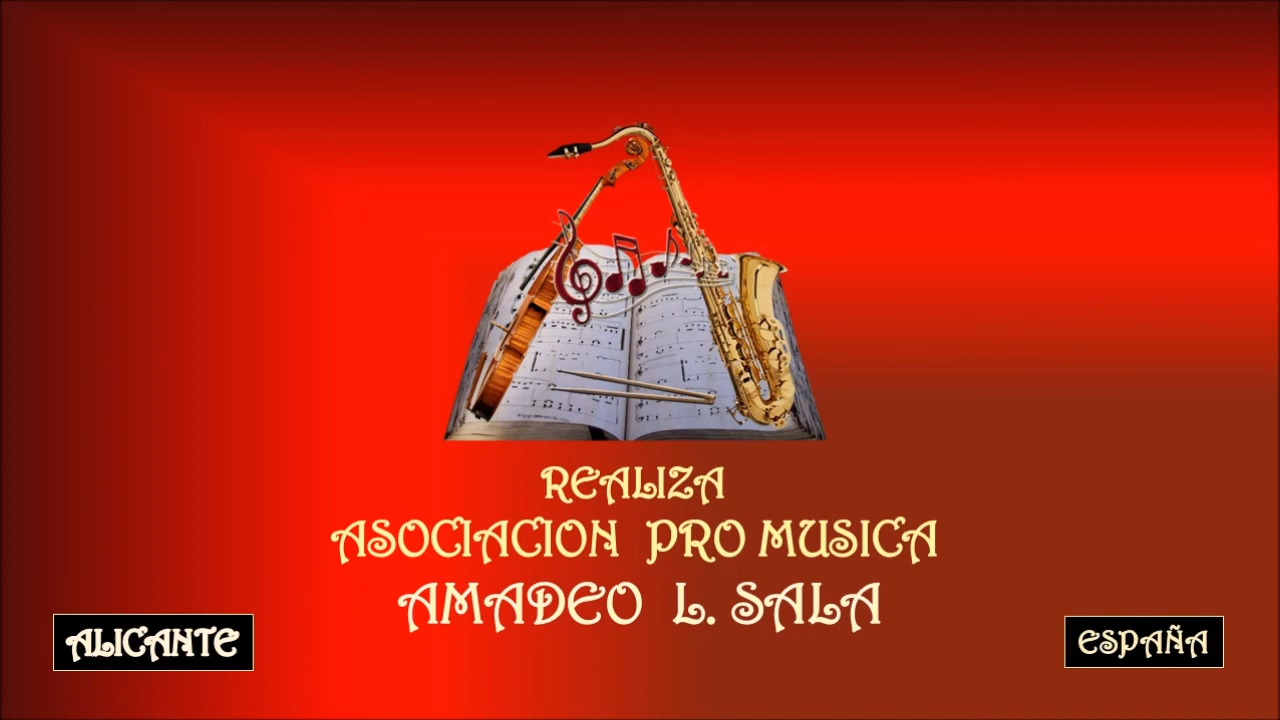 REALIZA
ASOCIACION PRO MUSICA
AMADEO L. SALA
ALICANTE
ESPAÑA